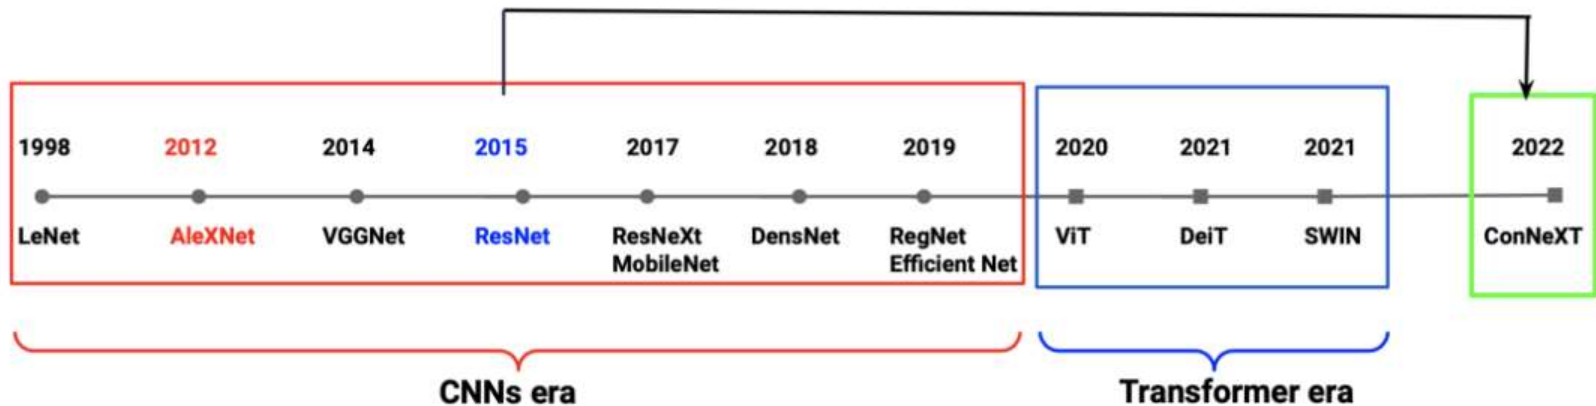 1998 2012 2014 2015 2017 2018 2019 2020 2021 2021 2022
LeNet AleXNet VGGNet ResNet ResNeXt DensNet RegNet ViT DeiT SWIN ConNeXT
MobileNet Efficient Net
CNNs era Transformer era